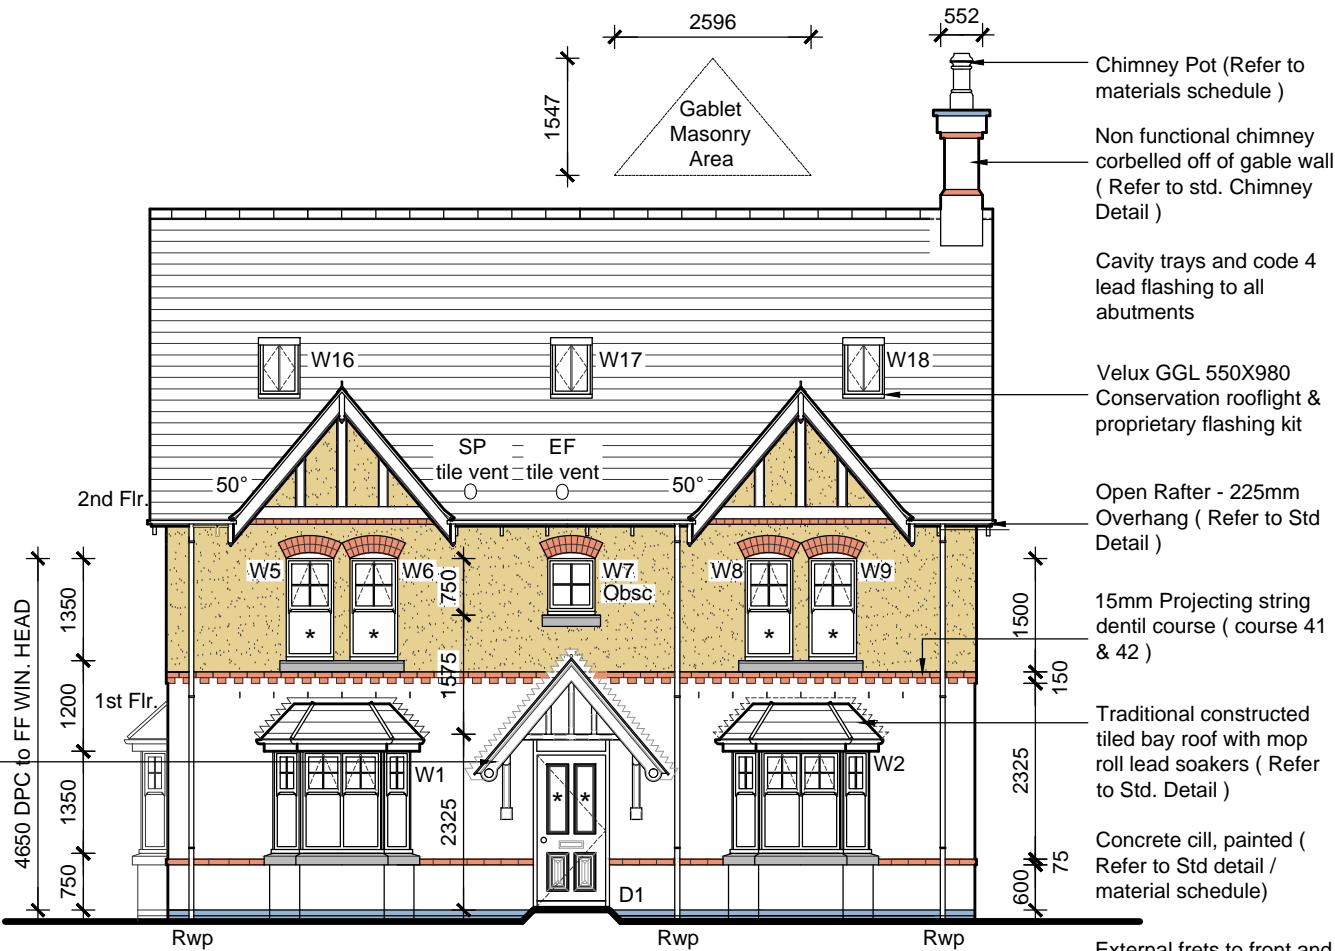 2596
552
1547
Gablet
Masonry
Area
Chimney Pot (Refer to
materials schedule )
Non functional chimney
corbelled off of gable wall
( Refer to std. Chimney
Detail )
Cavity trays and code 4
lead flashing to all
abutments
W16
W17
W18
Velux GGL 550X980
Conservation rooflight &
proprietary flashing kit
SP
tile vent
EF
tile vent
50°
50°
2nd Flr.
Open Rafter - 225mm
Overhang ( Refer to Std
Detail )
W5
W6
W7
Obsc
W8
W9
750
1350
1500
4650 DPC to FF WIN. HEAD
* * * *
15mm Projecting string
dentil course ( course 41
& 42 )
1575
150
1200
1st Flr.
Traditional constructed
tiled bay roof with mop
roll lead soakers ( Refer
to Std. Detail )
W1
W2
* *
1350
2325
2325
Concrete cill, painted (
Refer to Std detail /
material schedule)
75
750
600
D1
Rwp
Rwp
Rwp
External frets to front and